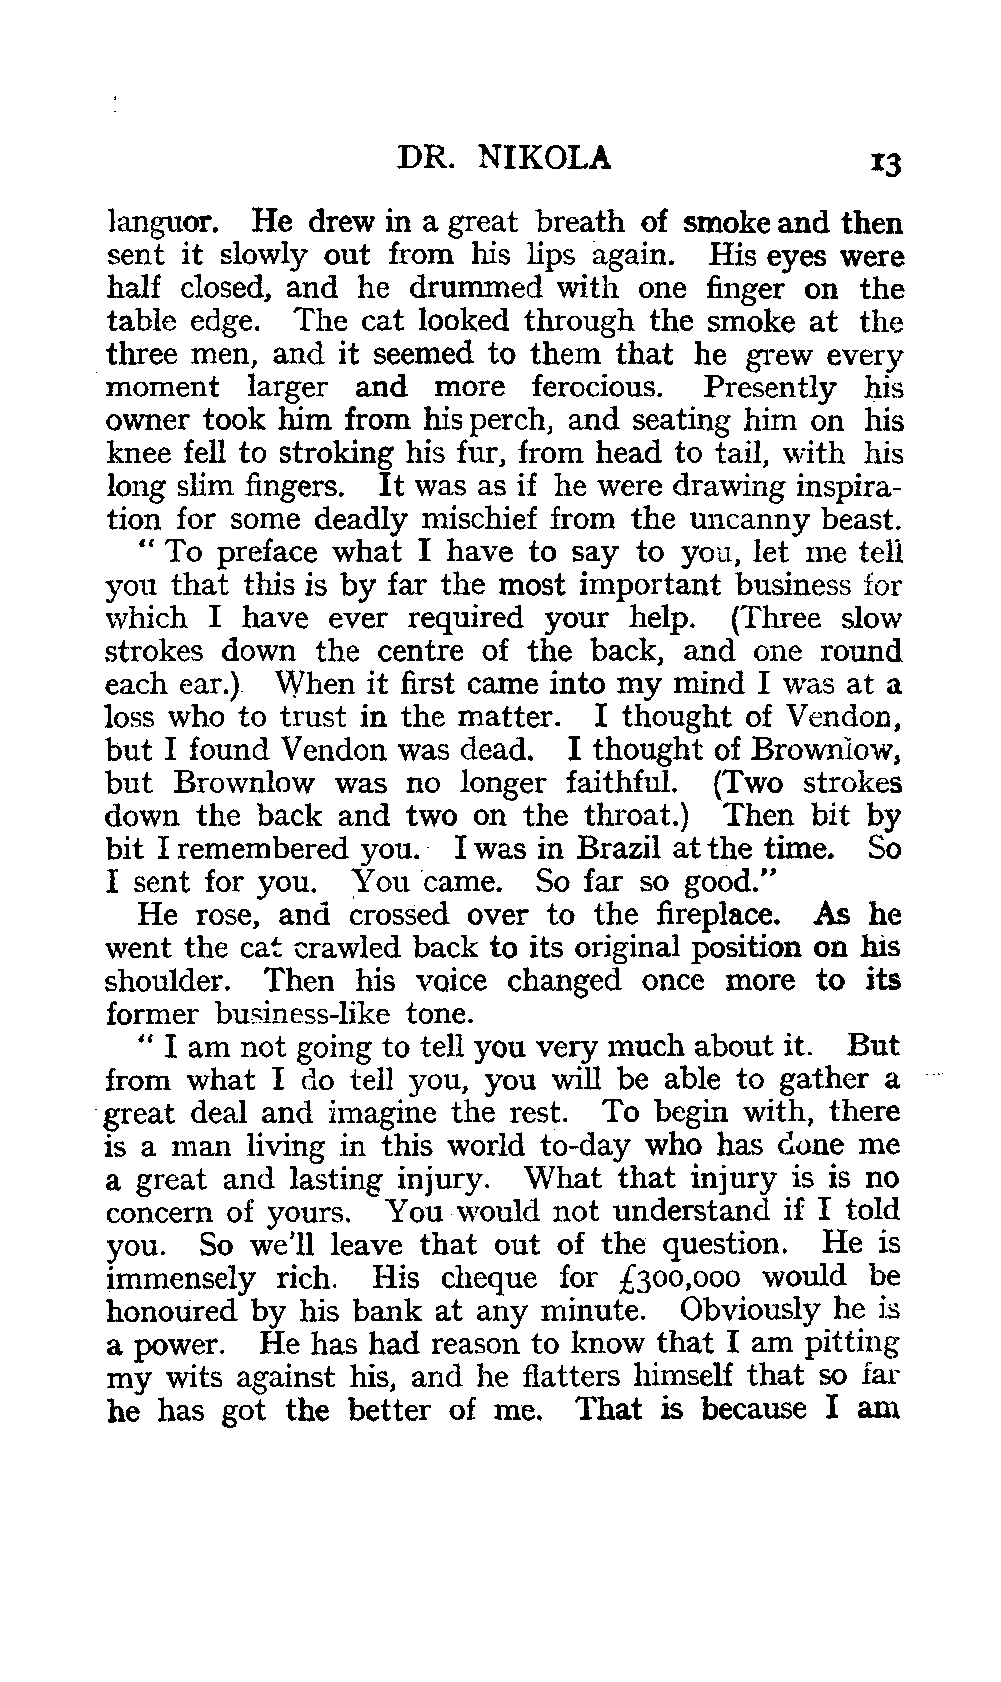 DR. NIKOLA 13
languor. He drew in a great breath of smoke and then
sent it slowly out from his lips again. His eyes were
half closed, and he drummed with one finger on the
table edge. The cat looked through the smoke at the
three men, and it seemed to them that he grew every
moment larger and more ferocious. Presently his
owner took him from his perch, and seating him on his
knee fell to stroking his fur, from head to tail, with his
long slim fingers. It was as if he were drawing inspira-
tion for some deadly mischief from the uncanny beast.
“ To preface what I have to say to you, let me tell
you that this is by far the most important business for
which I have ever required your help. (Three slow
strokes down the centre of the back, and one round
each ear.) When it first came into my mind I was at a
loss who to trust in the matter. I thought of Vendon,
but I found Vendon was dead. I thought of Brownlow,
but Brownlow was no longer faithful. (Two strokes
down the back and two on the throat.) Then bit by
bit I remembered you. I was in Brazil at the time. So
I sent for you. You came. So far so good.”
He rose, and crossed over to the fireplace. As he
went the cat crawled back to its original position on his
shoulder. Then his voice changed once more to its
former business-like tone.
“ I am not going to tell you very much about it. But
from what I do tell you, you will be able to gather a
great deal and imagine the rest. To begin with, there
is a man living in this world to-day who has done me
a great and lasting injury. What that injury is is no
concern of yours. You would not understand if I told
you. So we'll leave that out of the question. He is
immensely rich. His cheque for £300,000 would be
honoured by his bank at any minute. Obviously he is
a power. He has had reason to know that I am pitting
my wits against his, and he flatters himself that so far
he has got the better of me. That is because I am